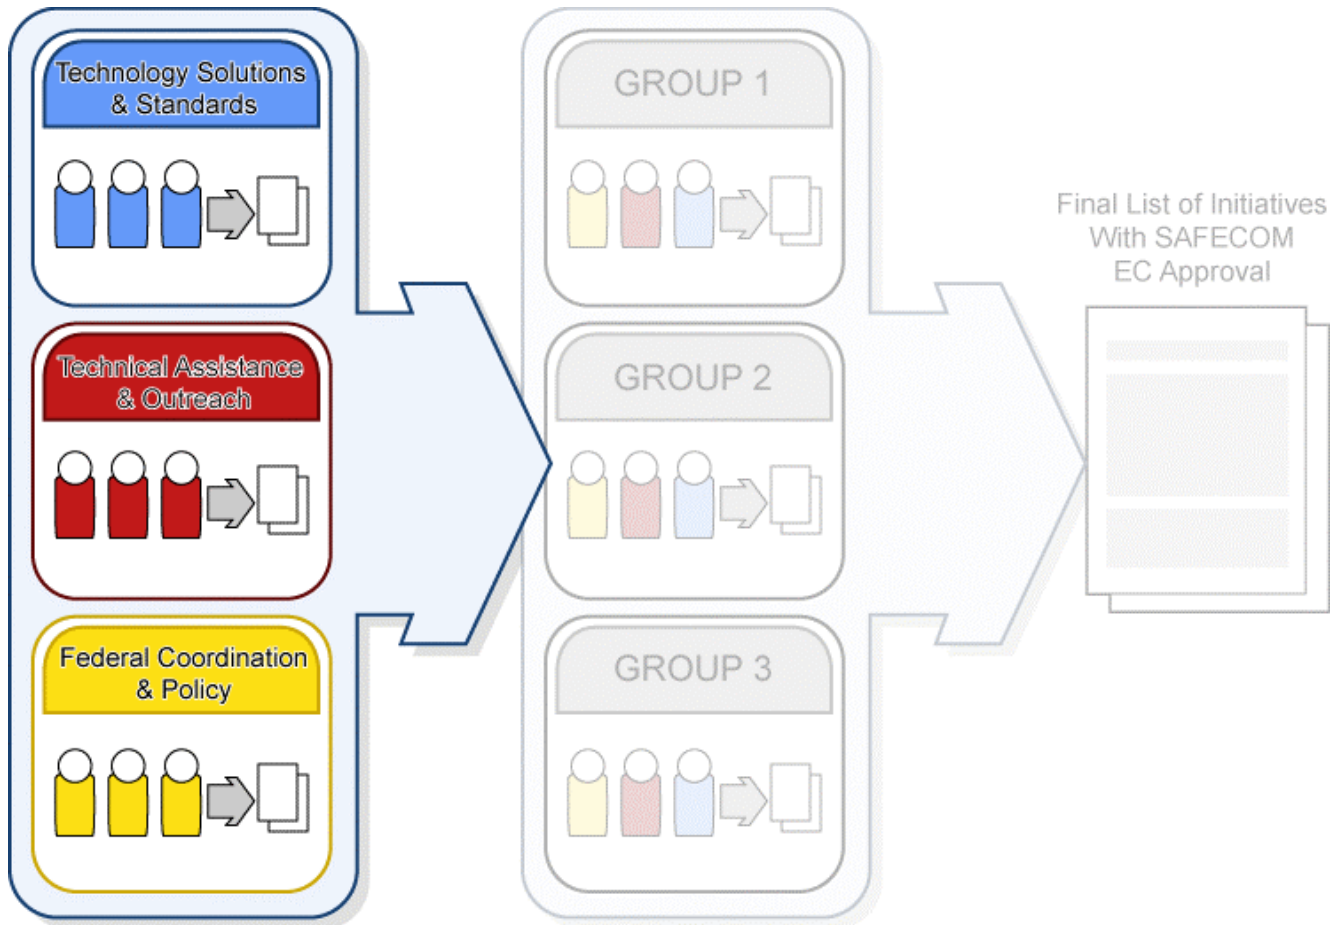 Technology Solutions
& Standards
Technical Assistance
& Outreach
Federal Coordination
& Policy
GROUP 1
GROUP 2
GROUP 3
Final List of Initiatives
With SAFECOM
EC Approval